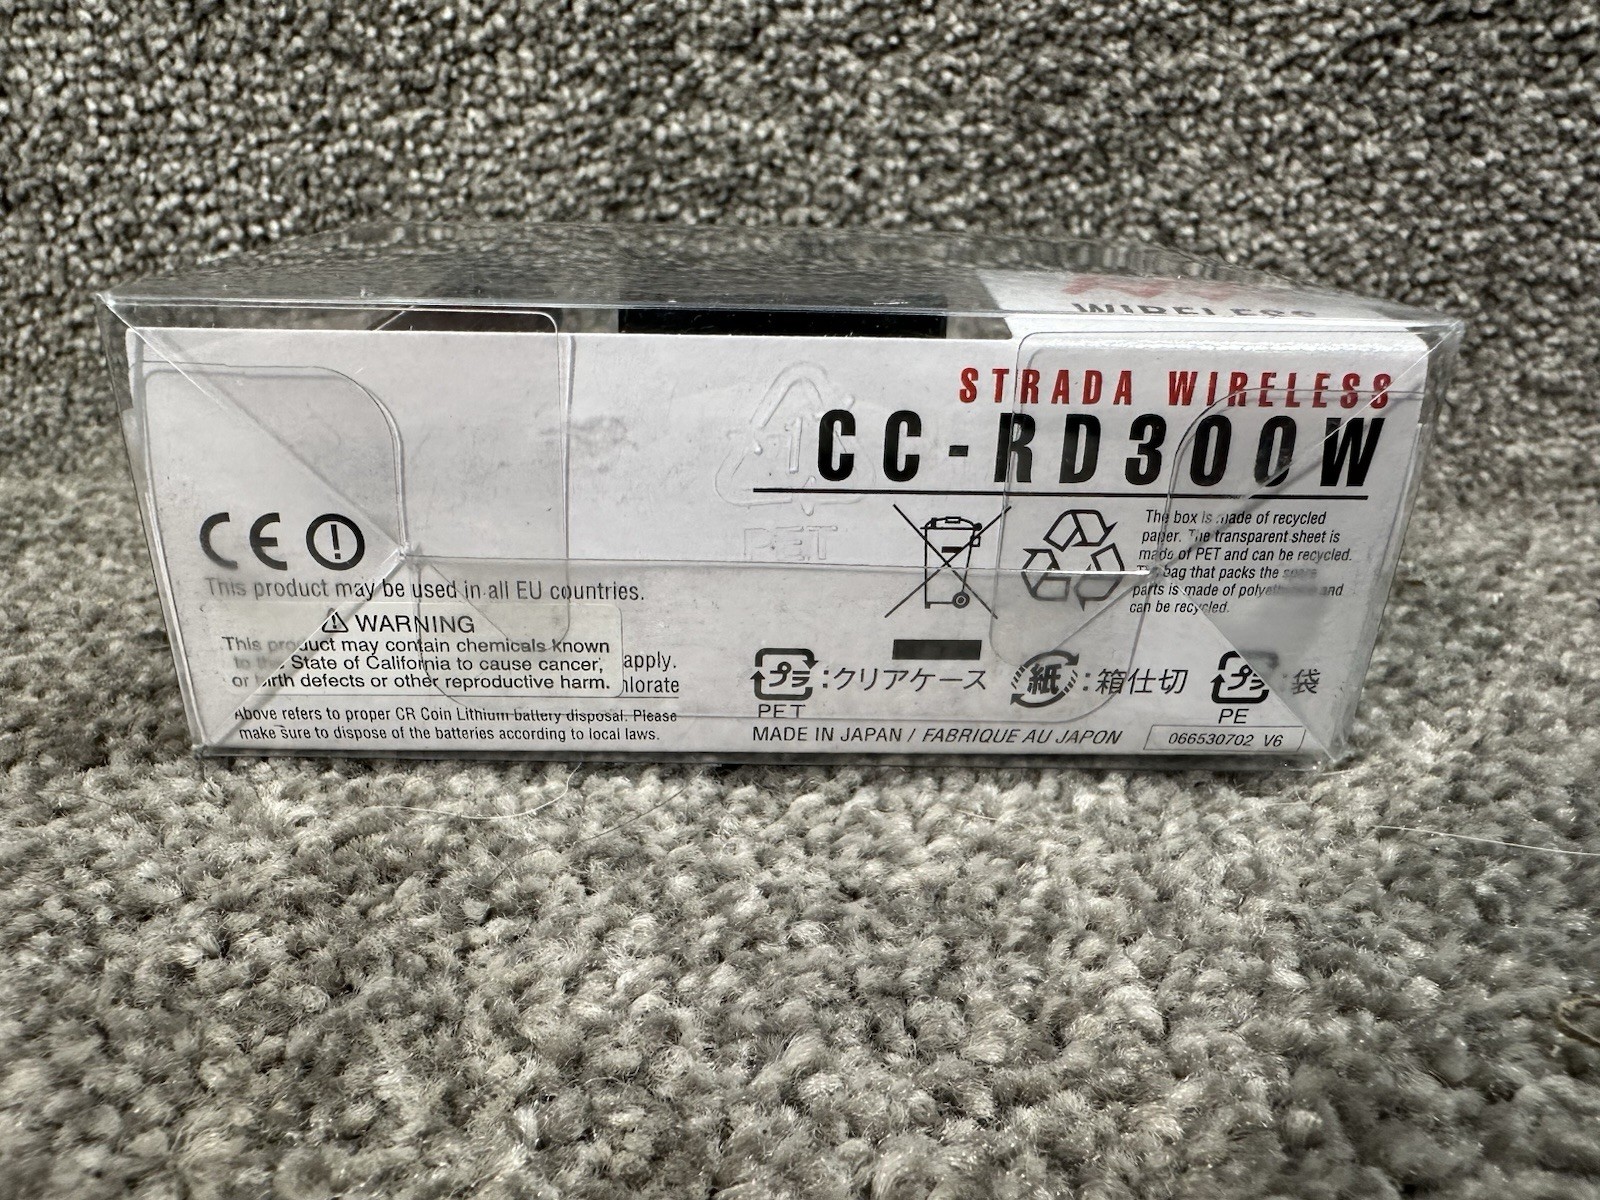 WIRELESS
STRADA WIRELESS
CC-RD300W
1
PET
CE
This product may be used in all EU countries.
WARNING
This product may contain chemicals known
to the State of California to cause cancer,
or birth defects or other reproductive harm.
apply.
hlorate
Above refers to proper CR Coin Lithium battery disposal. Please
make sure to dispose of the batteries according to local laws.
The box is made of recycled
paper. The transparent sheet is
made of PET and can be recycled.
The bag that packs the spare
parts is made of polyethylene and
can be recycled.
プラ:クリアケース
PET
紙:箱仕切
プラ:袋
PE
MADE IN JAPAN / FABRIQUE AU JAPON
066530702 V6